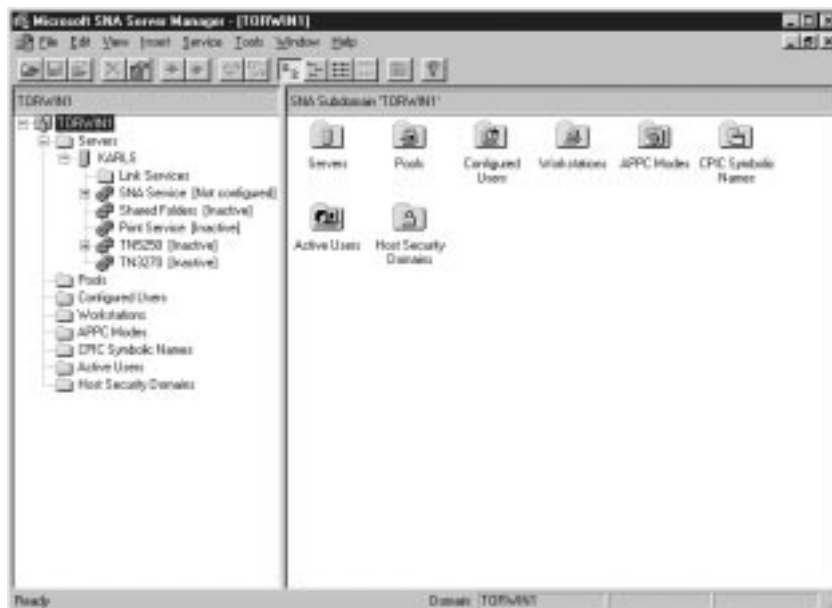 Microsoft SNA Server Manager - [TORWIN1]
File Edit View Insert Service Tools Window Help
TORWIN1
TORWIN1
Servers
KARLS
Link Services
SNA Service [Not configured]
Shared Folders [Inactive]
Print Service [Inactive]
TN5250 [Inactive]
TN3270 [Inactive]
Pools
Configured Users
Workstations
APPC Modes
CPIC Symbolic Names
Active Users
Host Security Domains
SNA Subdomain 'TORWIN1'
Servers
Pools
Configured
Users
Workstations
APPC Modes
CPIC Symbolic
Names
Active Users
Host Security
Domains
Ready
Domain: TORWIN1